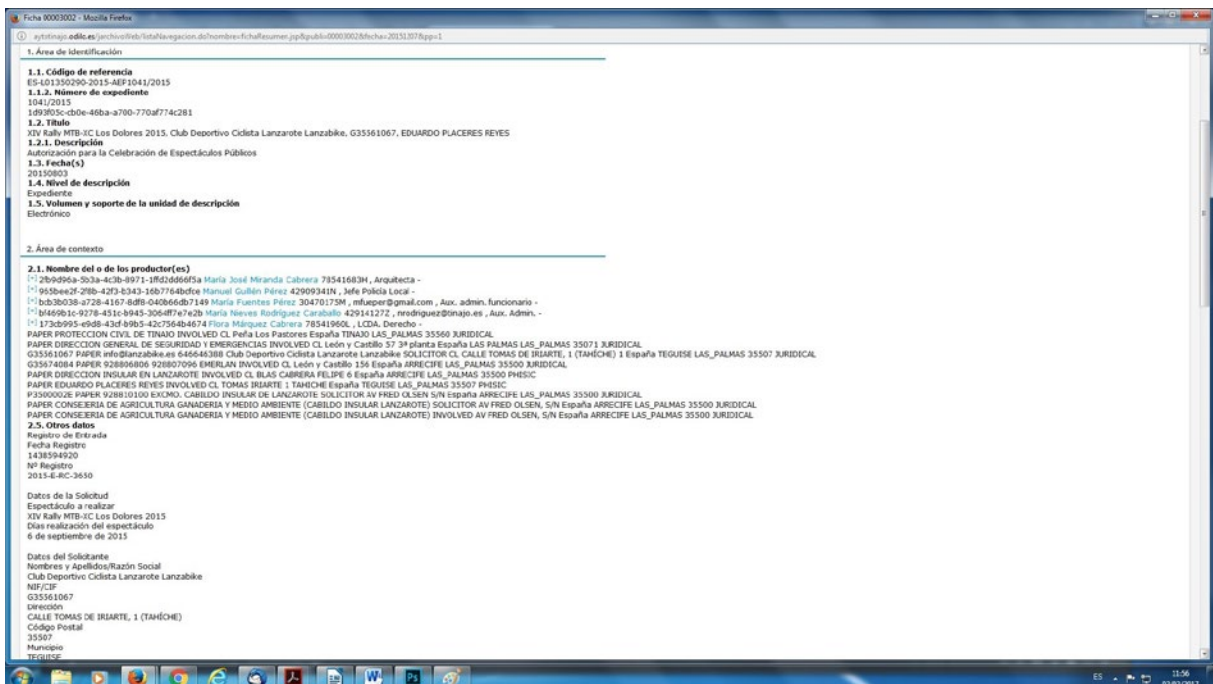 Ficha 00003002 - Mozilla Firefox
aytotinajo.odilo.es/jarchivoWeb/listaNavegacion.do?nombre=fichaResumer.jsp&publi=00003002&fecha=20151307&pp=1
1. Área de identificación
1.1. Código de referencia
ES-L01350290-2015-AEP1041/2015
1.1.2. Número de expediente
1041/2015
1d93f05c-cb0e-46ba-a700-770af774c281
1.2. Título
XIV Rally MTB-XC Los Dolores 2015. Club Deportivo Ciclista Lanzarote Lanzabike, G35561067, EDUARDO PLACERES REYES
1.2.1. Descripción
Autorización para la Celebración de Espectáculos Públicos
1.3. Fecha(s)
20150803
1.4. Nivel de descripción
Expediente
1.5. Volumen y soporte de la unidad de descripción
Electrónico
2. Área de contexto
2.1. Nombre del o de los productor(es)
[+] 2fb9d96a-5b3a-4c3b-8971-1ffd2dd66f5a María José Miranda Cabrera 78541683H , Arquitecta -
[+] 965bee2f-2f8b-42f3-b343-16b7764bdfce Manuel Guillén Pérez 42909341N , Jefe Policía Local -
[+] bcb3b038-a728-4167-8df8-040b66db7149 María Fuentes Pérez 30470175M , mfueper@gmail.com , Aux. admin. funcionario -
[+] bf469b1c-9278-451c-b945-3064ff7e7e2b María Nieves Rodríguez Caraballo 42914127Z , nrodriguez@tinajo.es , Aux. Admin. -
[+] 173cb995-e9d8-43cf-b9b5-42c7564b4674 Flora Márquez Cabrera 78541960L , LCDA. Derecho -
PAPER PROTECCION CIVIL DE TINAJO INVOLVED CL Peña Los Pastores España TINAJO LAS_PALMAS 35560 JURIDICAL
PAPER DIRECCION GENERAL DE SEGURIDAD Y EMERGENCIAS INVOLVED CL León y Castillo 57 3ª planta España LAS PALMAS LAS_PALMAS 35071 JURIDICAL
G35561067 PAPER info@lanzabike.es 646646388 Club Deportivo Ciclista Lanzarote Lanzabike SOLICITOR CL CALLE TOMAS DE IRIARTE, 1 (TAHÍCHE) 1 España TEGUISE LAS_PALMAS 35507 JURIDICAL
G35674084 PAPER 928806806 928807096 EMERLAN INVOLVED CL León y Castillo 156 España ARRECIFE LAS_PALMAS 35500 JURIDICAL
PAPER DIRECCION INSULAR EN LANZAROTE INVOLVED CL BLAS CABRERA FELIPE 6 España ARRECIFE LAS_PALMAS 35500 PHISIC
PAPER EDUARDO PLACERES REYES INVOLVED CL TOMAS IRIARTE 1 TAHICHE España TEGUISE LAS_PALMAS 35507 PHISIC
P3500002E PAPER 928810100 EXCMO. CABILDO INSULAR DE LANZAROTE SOLICITOR AV FRED OLSEN S/N España ARRECIFE LAS_PALMAS 35500 JURIDICAL
PAPER CONSEJERIA DE AGRICULTURA GANADERIA Y MEDIO AMBIENTE (CABILDO INSULAR LANZAROTE) SOLICITOR AV FRED OLSEN, S/N España ARRECIFE LAS_PALMAS 35500 JURIDICAL
PAPER CONSEJERIA DE AGRICULTURA GANADERIA Y MEDIO AMBIENTE (CABILDO INSULAR LANZAROTE) INVOLVED AV FRED OLSEN, S/N España ARRECIFE LAS_PALMAS 35500 JURIDICAL
2.5. Otros datos
Registro de Entrada
Fecha Registro
1438594920
Nº Registro
2015-E-RC-3650
Datos de la Solicitud
Espectáculo a realizar
XIV Rally MTB-XC Los Dolores 2015
Días realización del espectáculo
6 de septiembre de 2015
Datos del Solicitante
Nombres y Apellidos/Razón Social
Club Deportivo Ciclista Lanzarote Lanzabike
NIF/CIF
G35561067
Dirección
CALLE TOMAS DE IRIARTE, 1 (TAHÍCHE)
Código Postal
35507
Municipio
TEGUISE
ES
11:56